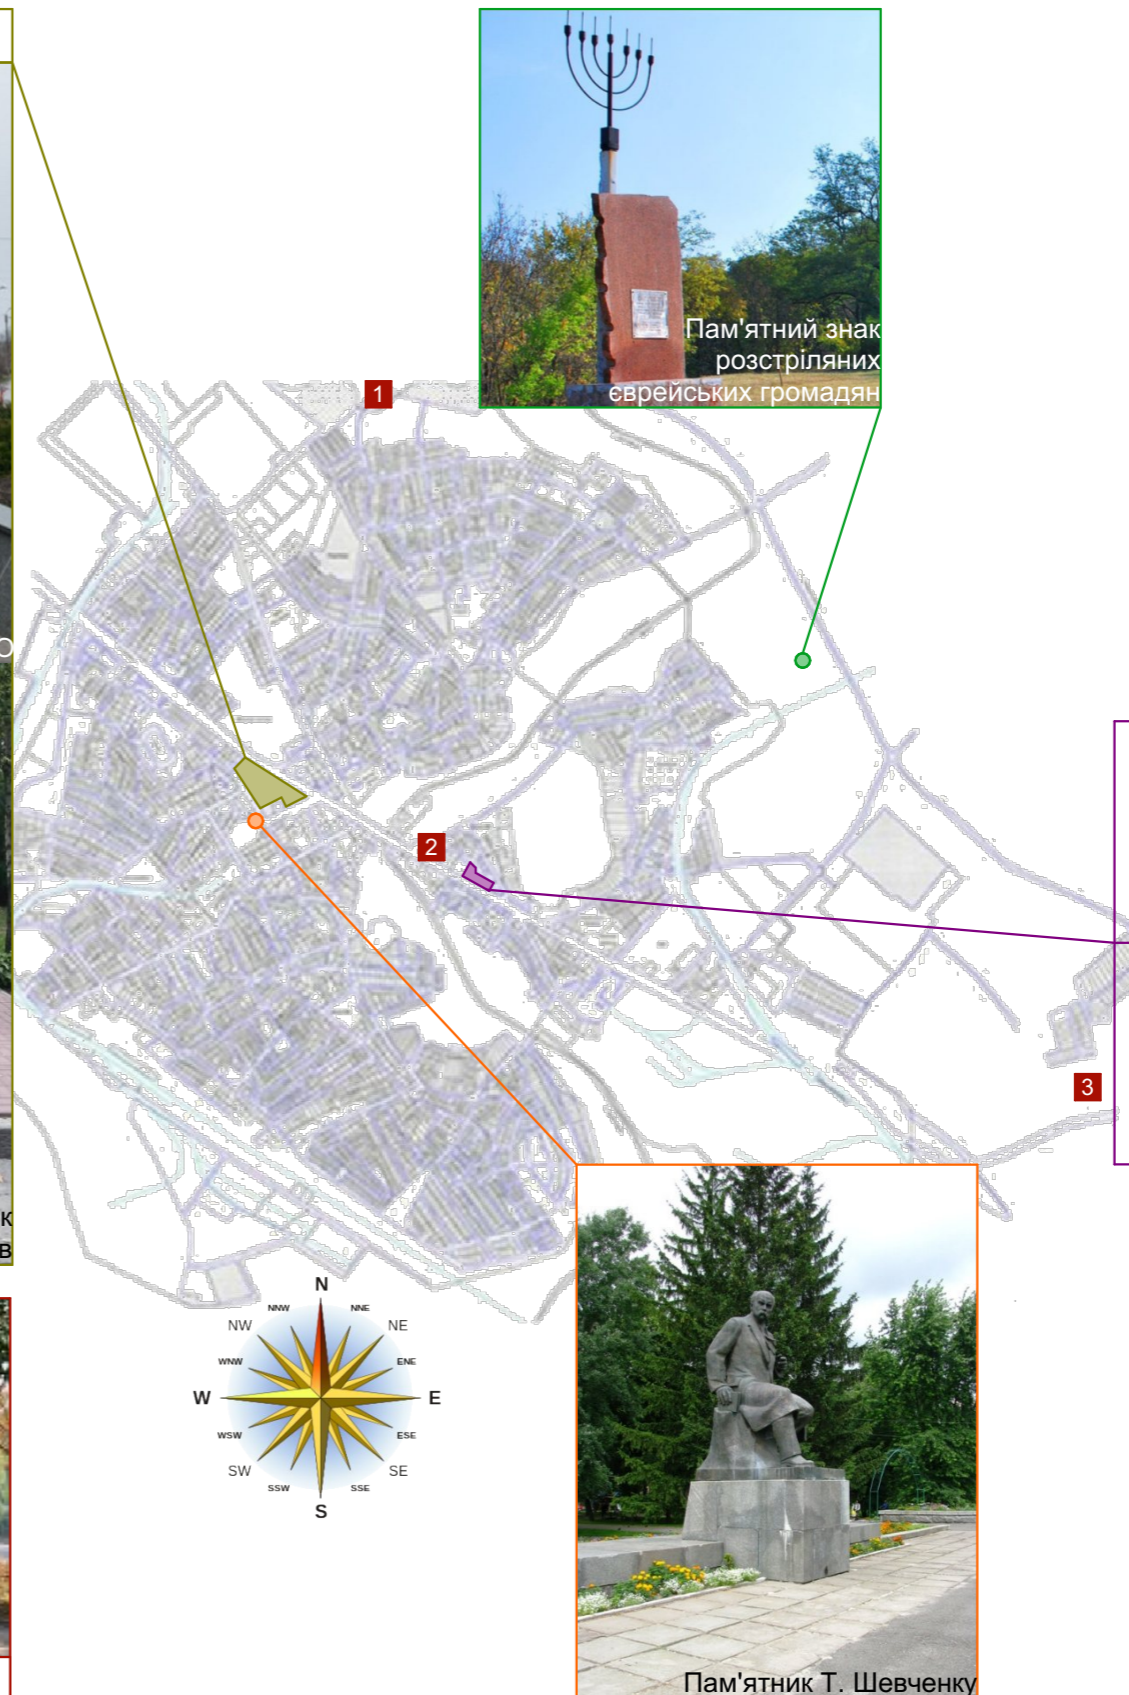 Пам'ятний знак
розстріляних
єврейських громадян
1
О
2
3
к
в
N
NNW
NNE
NW
NE
WNW
ENE
W
E
WSW
ESE
SW
SE
SSW
SSE
S
Пам'ятник Т. Шевченку